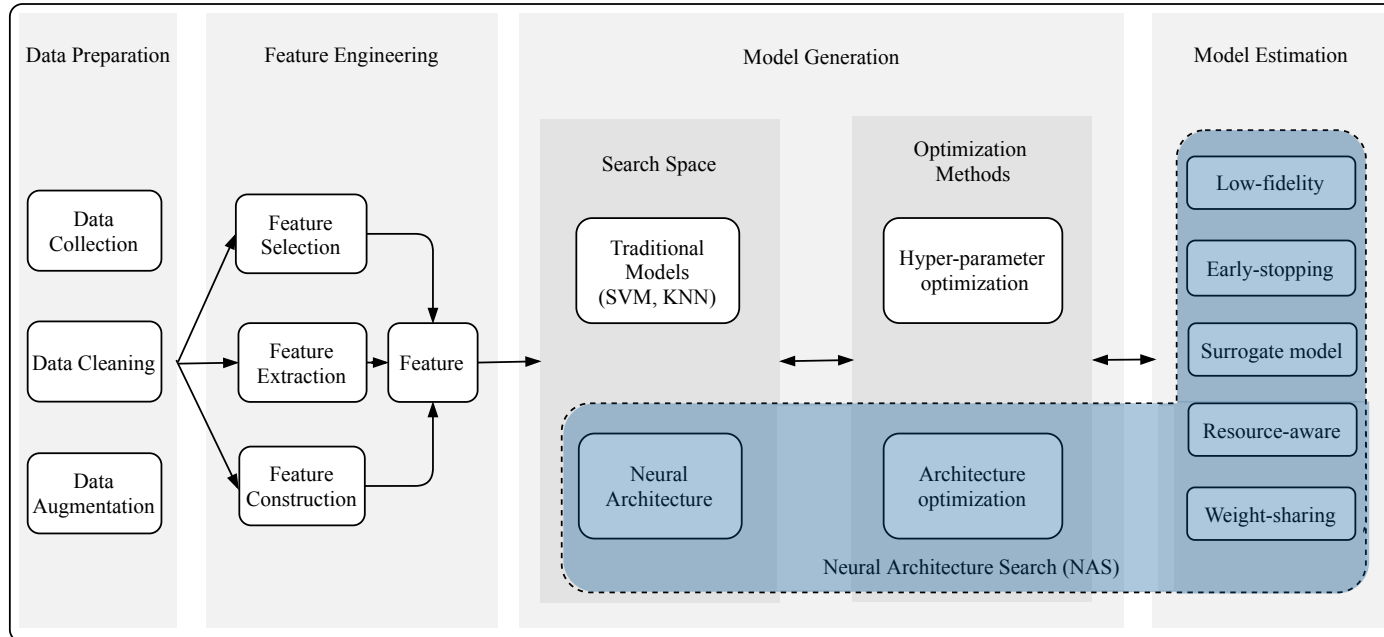 Data Preparation
Feature Engineering
Model Generation
Model Estimation
Data
Collection
Data Cleaning
Data
Augmentation
Feature
Selection
Feature
Extraction
Feature
Construction
Feature
Search Space
Traditional
Models
(SVM, KNN)
Neural
Architecture
Optimization
Methods
Hyper-parameter
optimization
Architecture
optimization
Low-fidelity
Early-stopping
Surrogate model
Resource-aware
Weight-sharing
Neural Architecture Search (NAS)